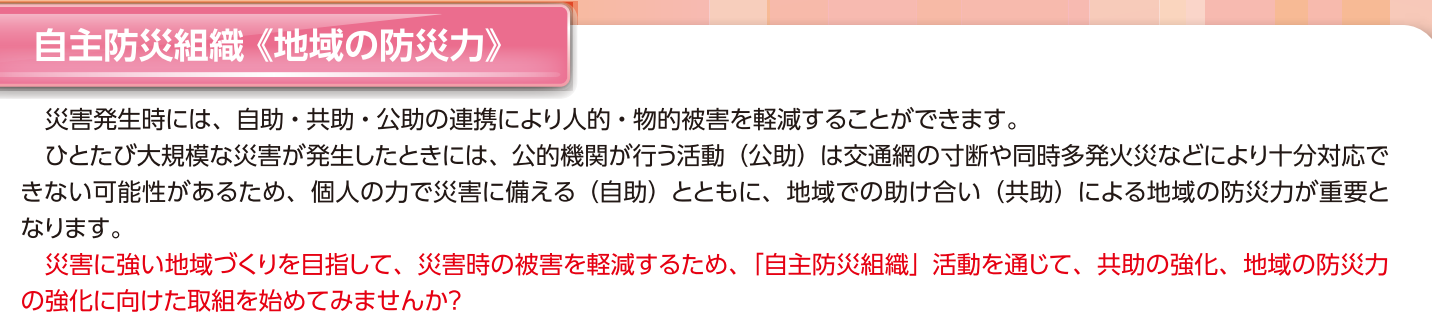 自主防災組織《地域の防災力》
　災害発生時には、自助・共助・公助の連携により人的・物的被害を軽減することができます。
　ひとたび大規模な災害が発生したときには、公的機関が行う活動（公助）は交通網の寸断や同時多発火災などにより十分対応で
きない可能性があるため、個人の力で災害に備える（自助）とともに、地域での助け合い（共助）による地域の防災力が重要と
なります。
　災害に強い地域づくりを目指して、災害時の被害を軽減するため、「自主防災組織」活動を通じて、共助の強化、地域の防災力
の強化に向けた取組を始めてみませんか?